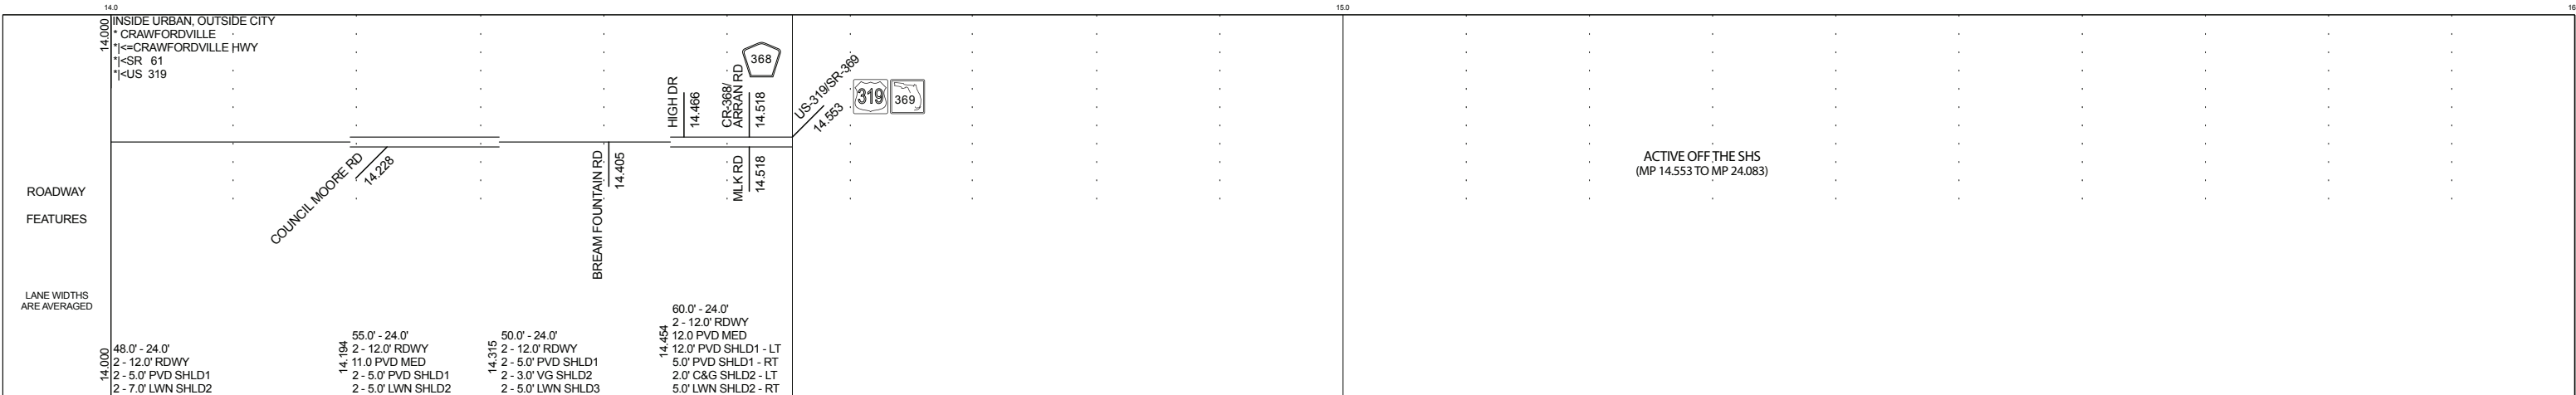 14.0
15.0
16
14.000
INSIDE URBAN, OUTSIDE CITY
* CRAWFORDVILLE
*|<=CRAWFORDVILLE HWY
*|<SR 61
*|<US 319
368
HIGH DR
14.466
CR-368/
ARRAN RD
14.518
US-319/SR-369
14.553
319
369
COUNCIL MOORE RD
14.228
BREAM FOUNTAIN RD
14.405
MLK RD
14.518
ACTIVE OFF THE SHS
(MP 14.553 TO MP 24.083)
ROADWAY
FEATURES
LANE WIDTHS
ARE AVERAGED
14.000
48.0' - 24.0'
2 - 12.0' RDWY
2 - 5.0' PVD SHLD1
2 - 7.0' LWN SHLD2
14.194
55.0' - 24.0'
2 - 12.0' RDWY
11.0 PVD MED
2 - 5.0' PVD SHLD1
2 - 5.0' LWN SHLD2
14.315
50.0' - 24.0'
2 - 12.0' RDWY
2 - 5.0' PVD SHLD1
2 - 3.0' VG SHLD2
2 - 5.0' LWN SHLD3
14.454
60.0' - 24.0'
2 - 12.0' RDWY
12.0 PVD MED
12.0' PVD SHLD1 - LT
5.0' PVD SHLD1 - RT
2.0' C&G SHLD2 - LT
5.0' LWN SHLD2 - RT